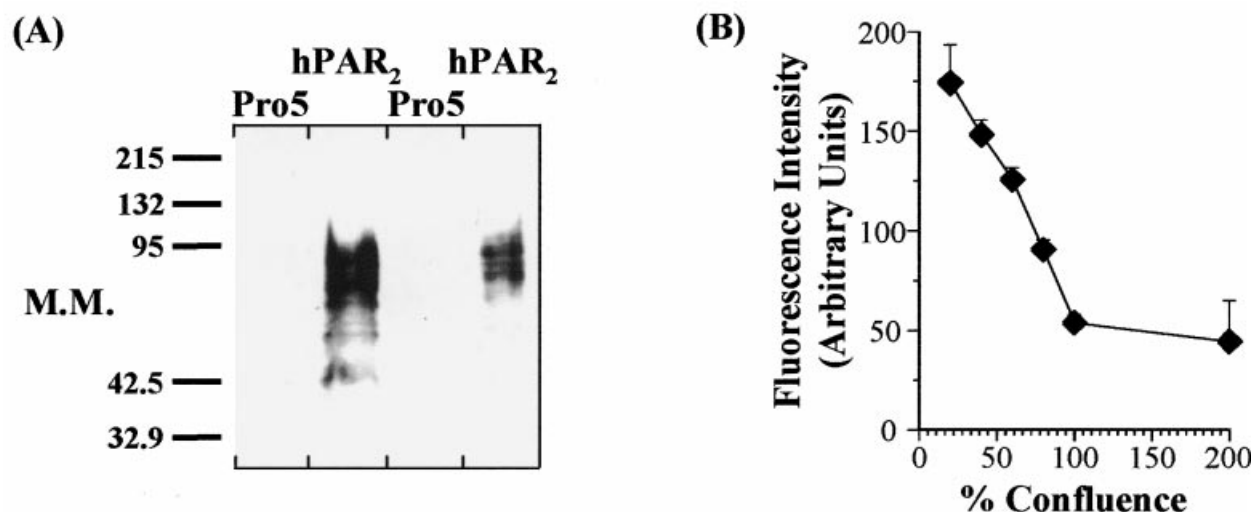 (A)
hPAR₂ hPAR₂
Pro5 Pro5
215
132
95
M.M.
42.5
32.9
(B)
Fluorescence Intensity
(Arbitrary Units)
200
150
100
50
0
0 50 100 150 200
% Confluence